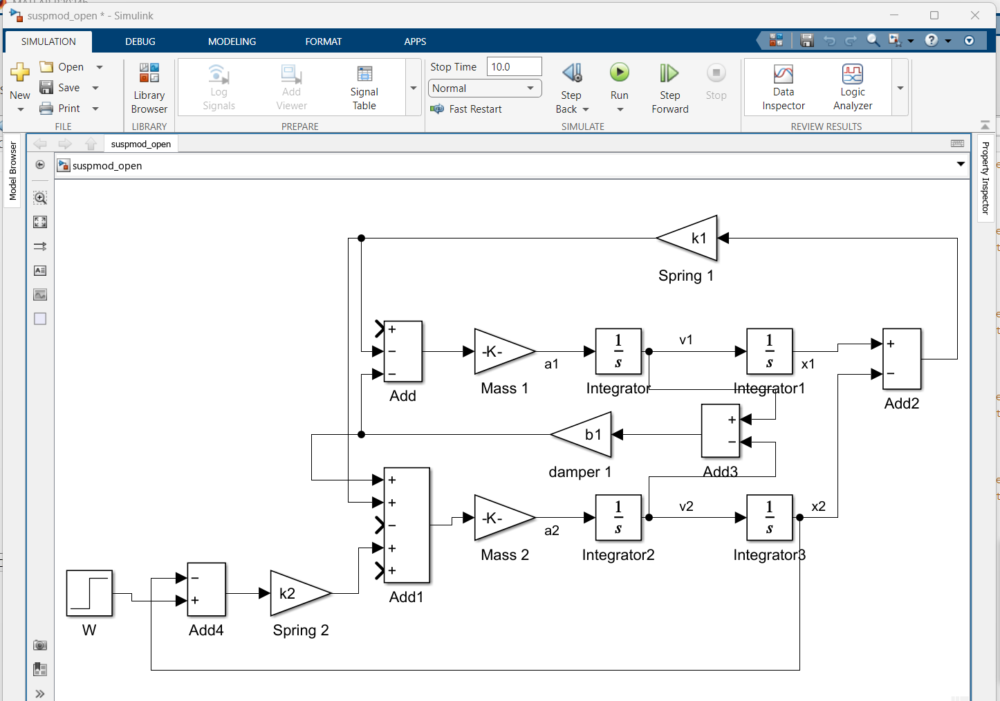 suspmod_open * - Simulink
SIMULATION DEBUG MODELING FORMAT APPS
New
Open
Save
Print
FILE
Library
Browser
LIBRARY
Log
Signals
Add
Viewer
Signal
Table
PREPARE
Stop Time 10.0
Normal
Fast Restart
Step
Back
Run
Step
Forward
Stop
SIMULATE
Data
Inspector
Logic
Analyzer
REVIEW RESULTS
Model Browser
suspmod_open
suspmod_open
Property Inspector
k1
Spring 1
+
−
−
Add
-K-
Mass 1
a1
1
s
Integrator
v1
1
s
Integrator1
x1
+
−
Add2
b1
damper 1
+
−
Add3
+
+
−
+
+
Add1
-K-
Mass 2
a2
1
s
Integrator2
v2
1
s
Integrator3
x2
W
−
+
Add4
k2
Spring 2